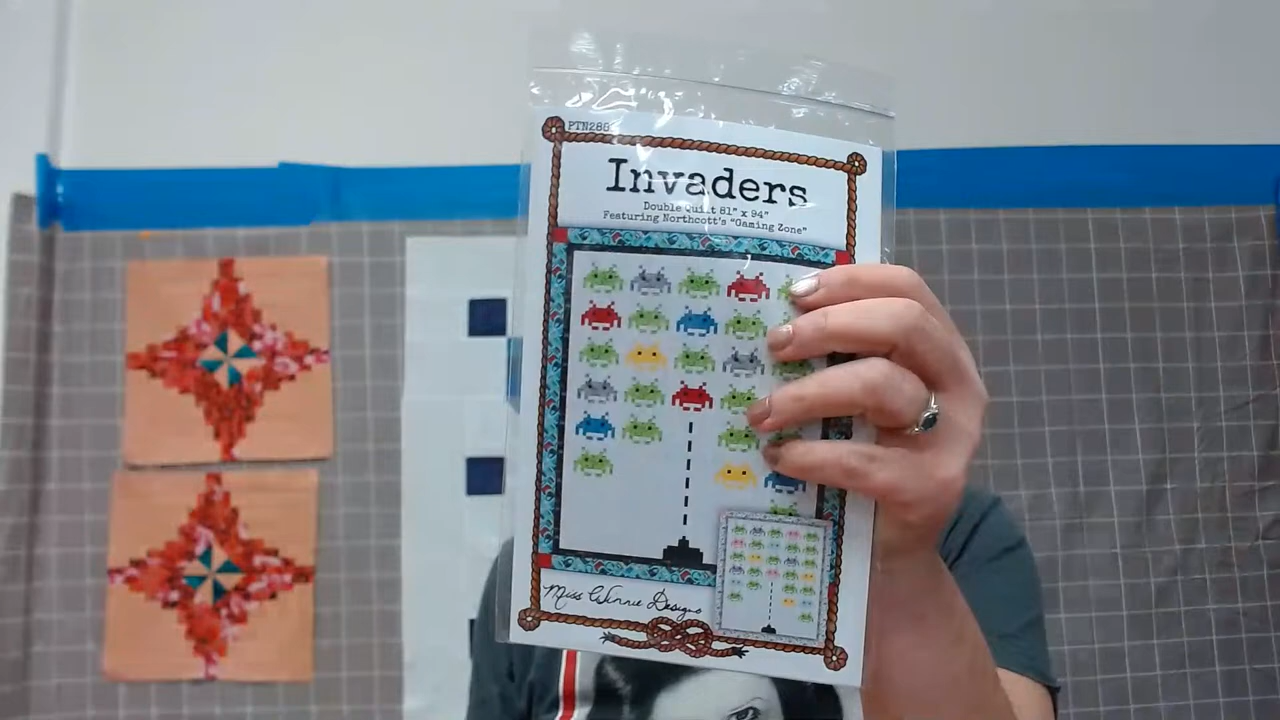 PTN288
Invaders
Double Quilt 81" x 94"
Featuring Northcott's "Gaming Zone"
Miss Winnie Designs